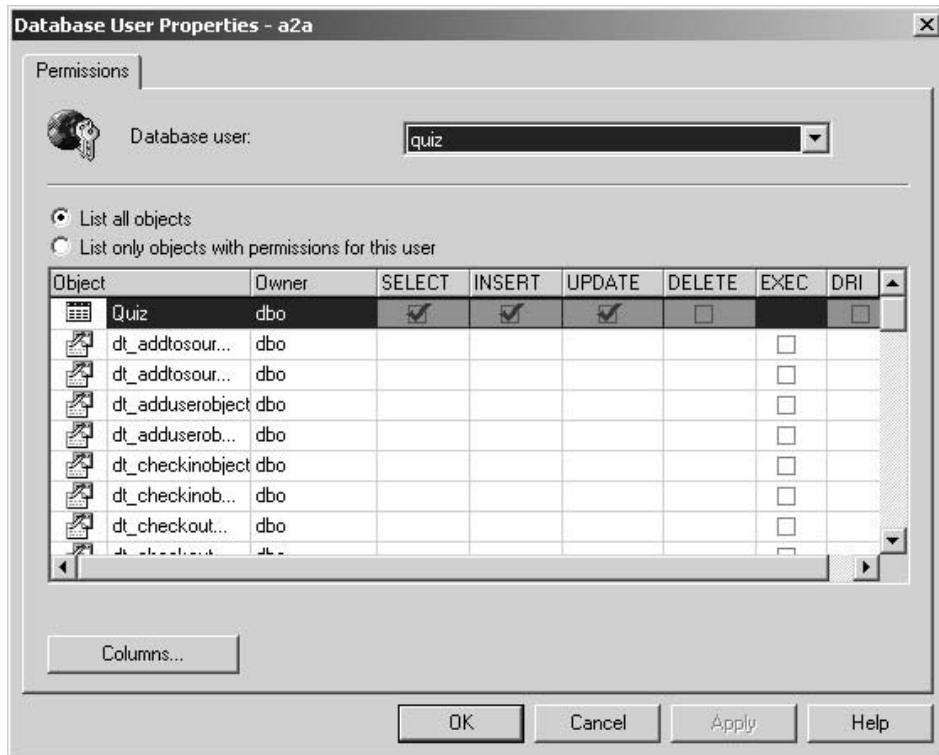 Database User Properties - a2a
Permissions
Database user:
quiz
List all objects
List only objects with permissions for this user
Object Owner SELECT INSERT UPDATE DELETE EXEC DRI
Quiz dbo
dt_addtosour... dbo
dt_addtosour... dbo
dt_adduserobject dbo
dt_adduserob... dbo
dt_checkinobject dbo
dt_checkinob... dbo
dt_checkout... dbo
Columns...
OK Cancel Apply Help